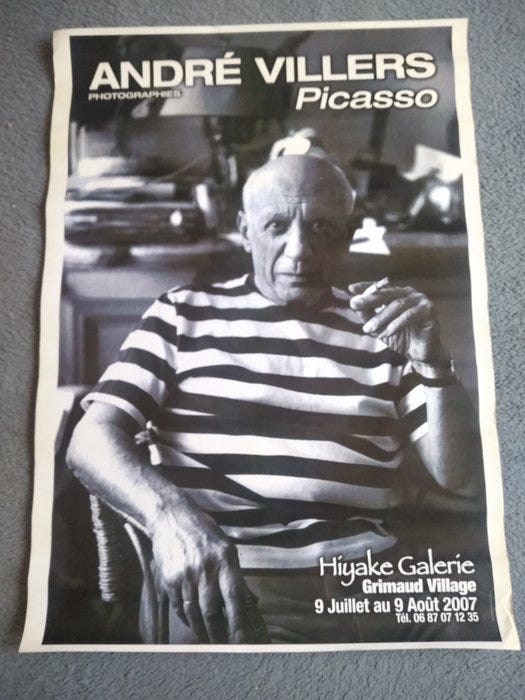 ANDRÉ VILLERS
PHOTOGRAPHIES
Picasso
Hiyake Galerie
Grimaud Village
9 Juillet au 9 Août 2007
Tél. 06 87 07 12 35